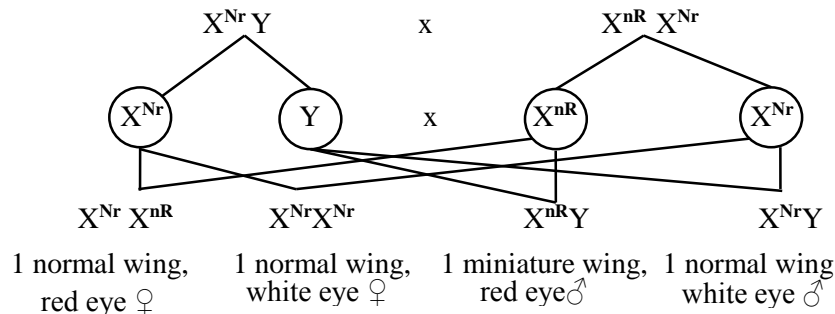 X^Nr Y x X^nR X^Nr
X^Nr Y x X^nR X^Nr
X^Nr X^nR X^Nr X^Nr X^nR Y X^Nr Y
1 normal wing, 1 normal wing, 1 miniature wing, 1 normal wing
red eye ♀ white eye ♀ red eye♂ white eye ♂